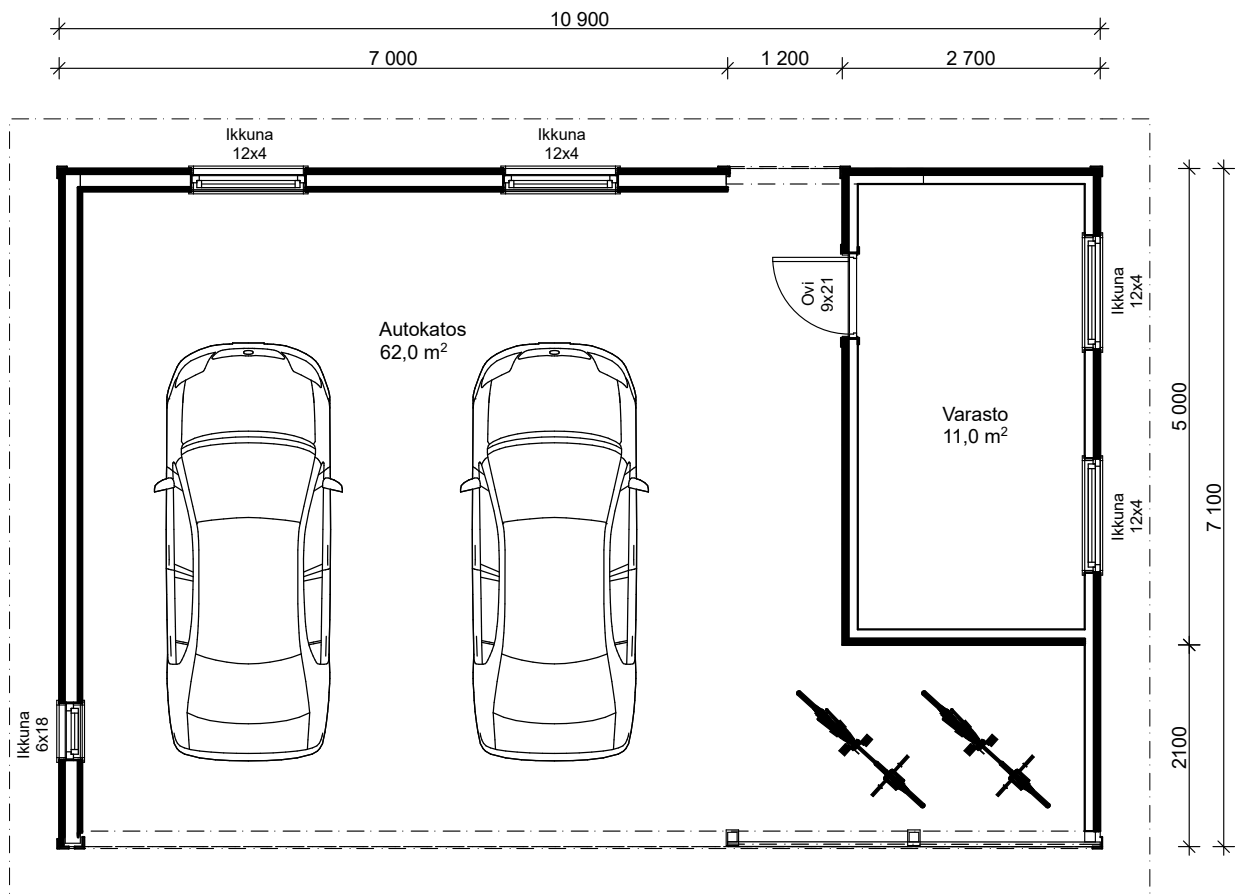 10 900
7 000
1 200
2 700
Ikkuna
12x4
Ikkuna
12x4
Ovi
9x21
Ikkuna
12x4
Autokatos
62,0 m²
Varasto
11,0 m²
5 000
7 100
Ikkuna
12x4
Ikkuna
6x18
2100